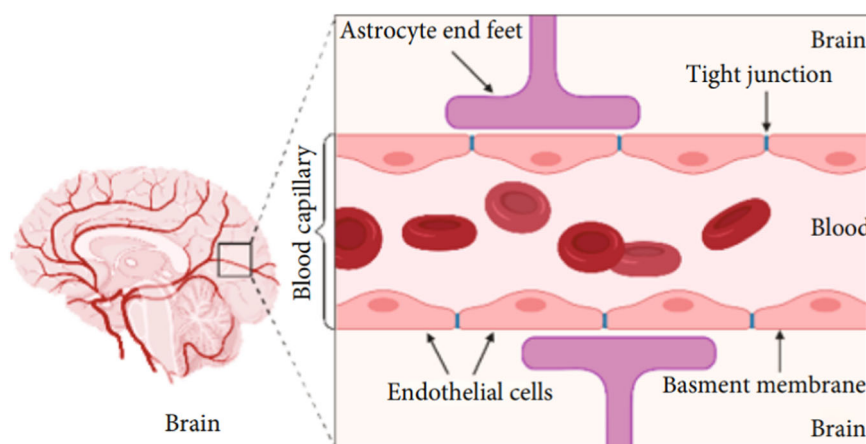 Astrocyte end feet
Brain
Tight junction
Blood capillary
Blood
Endothelial cells
Basment membrane
Brain
Brain